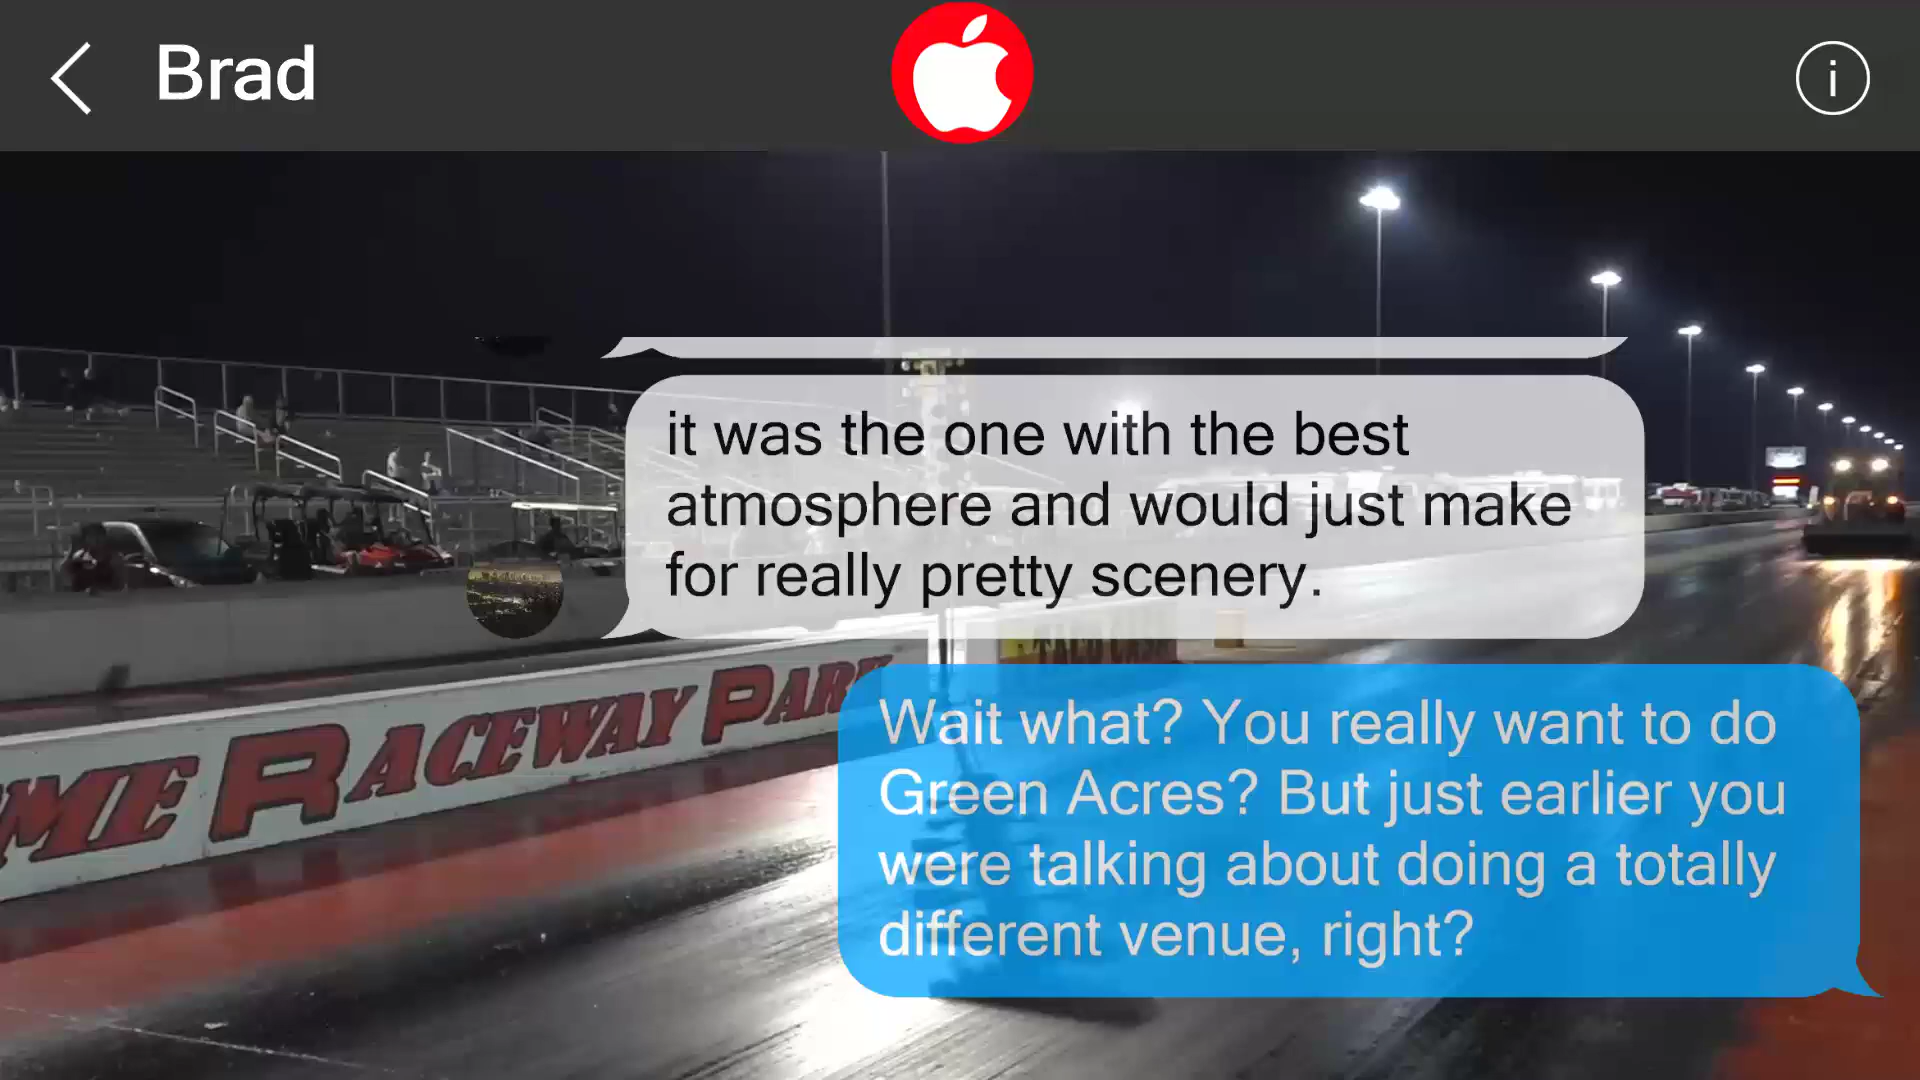 Brad
i
it was the one with the best
atmosphere and would just make
for really pretty scenery.
Wait what? You really want to do
Green Acres? But just earlier you
were talking about doing a totally
different venue, right?
ME RACEWAY PARK